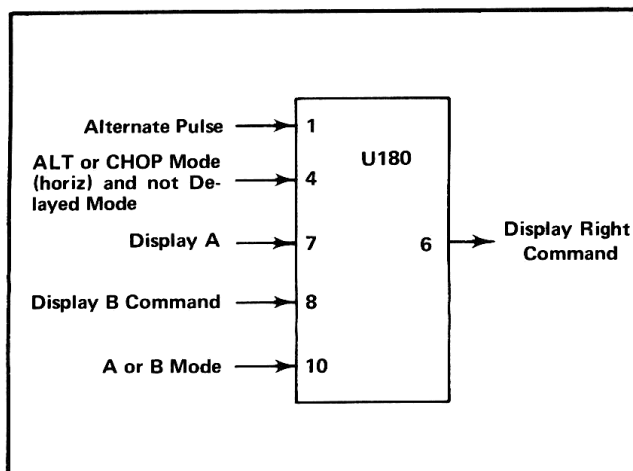 Alternate Pulse
1
U180
ALT or CHOP Mode
(horiz) and not De-
layed Mode
4
Display A
7
6
Display Right
Command
Display B Command
8
A or B Mode
10